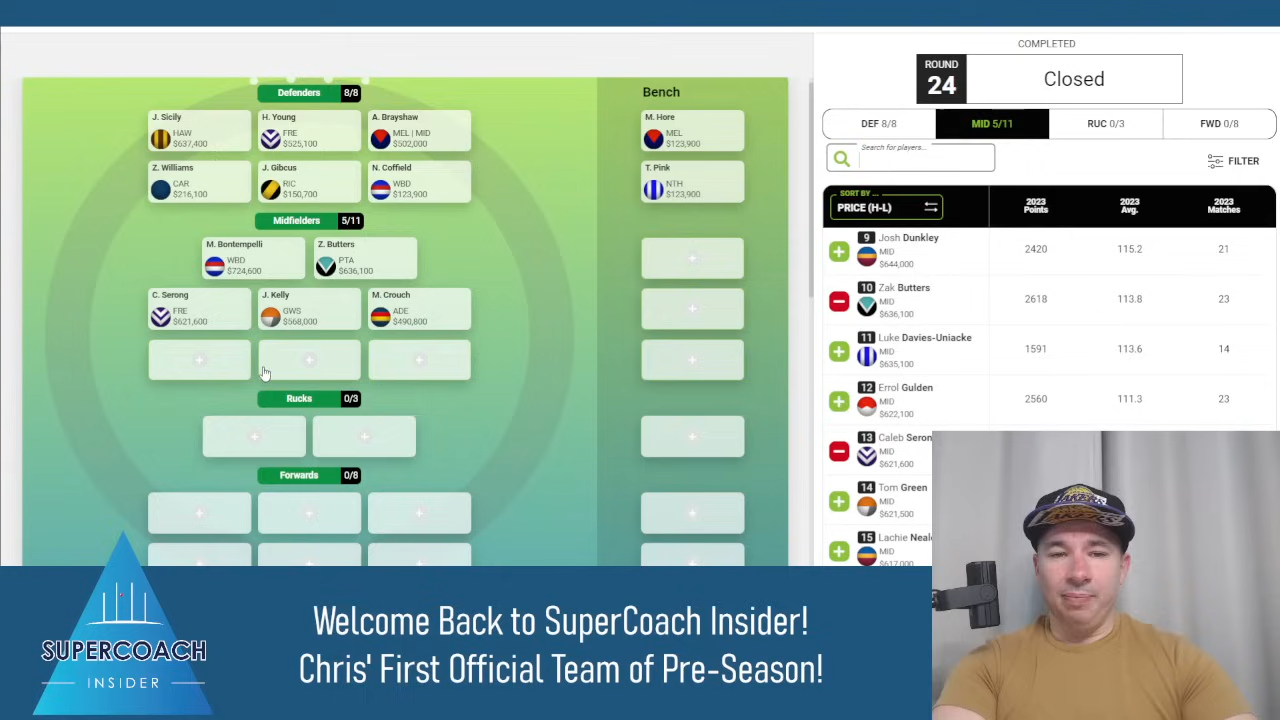 Defenders 8/8
Bench
J. Sicily
HAW
$637,400
H. Young
FRE
$525,100
A. Brayshaw
MEL | MID
$502,000
M. Hore
MEL
$123,900
Z. Williams
CAR
$216,100
J. Gibcus
RIC
$150,700
N. Coffield
WBD
$123,900
T. Pink
NTH
$123,900
Midfielders 5/11
M. Bontempelli
WBD
$724,600
Z. Butters
PTA
$636,100
C. Serong
FRE
$621,600
J. Kelly
GWS
$568,000
M. Crouch
ADE
$490,800
Rucks 0/3
Forwards 0/8
COMPLETED
ROUND
24
Closed
DEF 8/8
MID 5/11
RUC 0/3
FWD 0/8
Search for players...
FILTER
SORT BY ...
PRICE (H-L)
2023
Points
2023
Avg.
2023
Matches
9 Josh Dunkley
MID
$644,000
2420
115.2
21
10 Zak Butters
MID
$636,100
2618
113.8
23
11 Luke Davies-Uniacke
MID
$635,100
1591
113.6
14
12 Errol Gulden
MID
$622,100
2560
111.3
23
13 Caleb Seron
MID
$621,600
14 Tom Green
MID
$621,500
15 Lachie Neal
MID
$617,000
LAKERS
SUPERCOACH
INSIDER
Welcome Back to SuperCoach Insider!
Chris' First Official Team of Pre-Season!